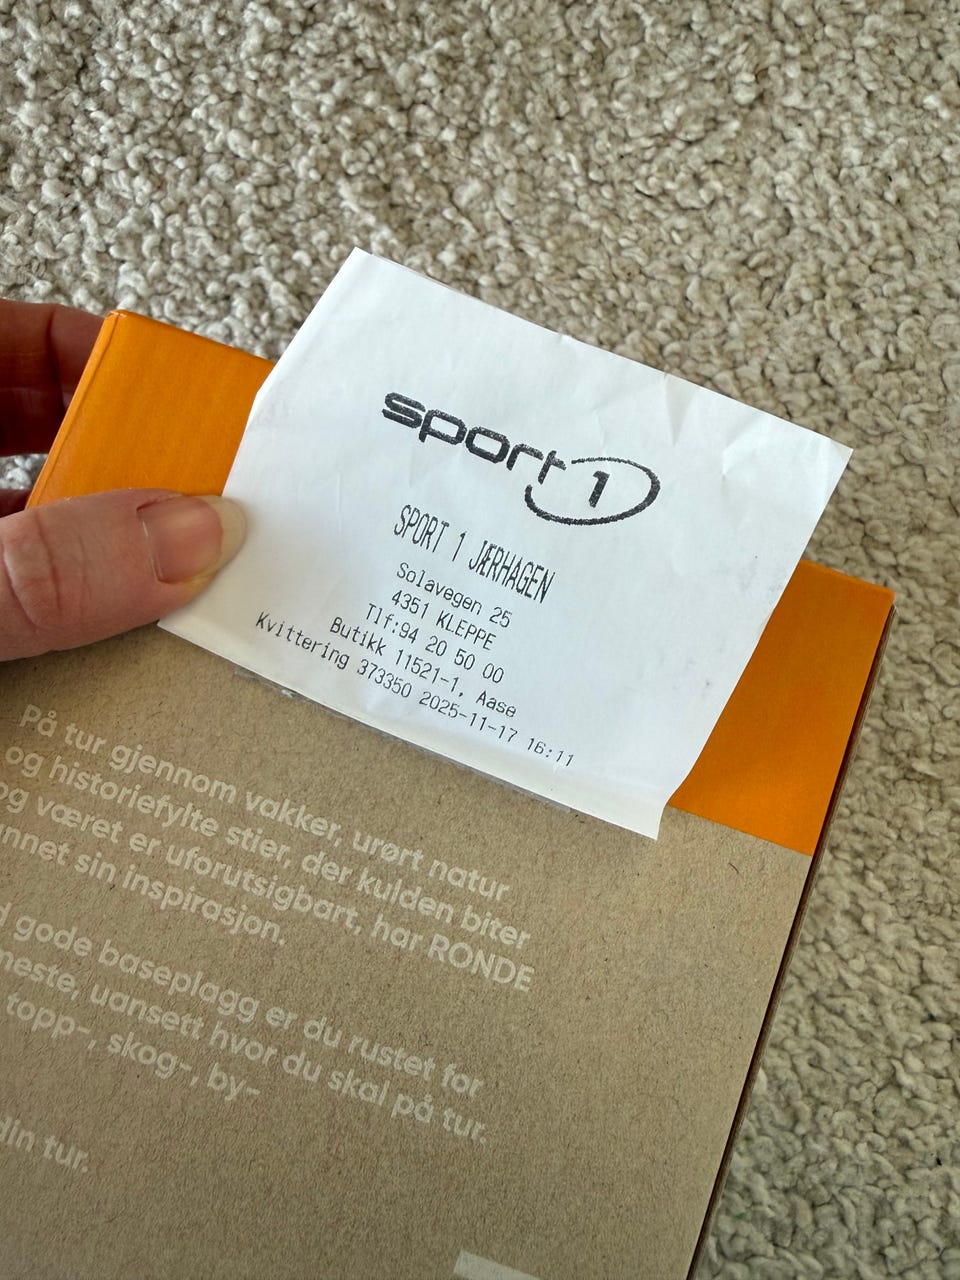 sport 1
SPORT 1 JÆRHAGEN
Solavegen 25
4351 KLEPPE
Tlf:94 20 50 00
Butikk 11521-1, Aase
Kvittering 373350 2025-11-17 16:11
På tur gjennom vakker, urørt natur
og historiefylte stier, der kulden biter
og været er uforutsigbart, har RONDE
sin inspirasjon.
gode baseplagg er du rustet for
uansett hvor du skal på tur.
topp-, skog-, by-
din tur.